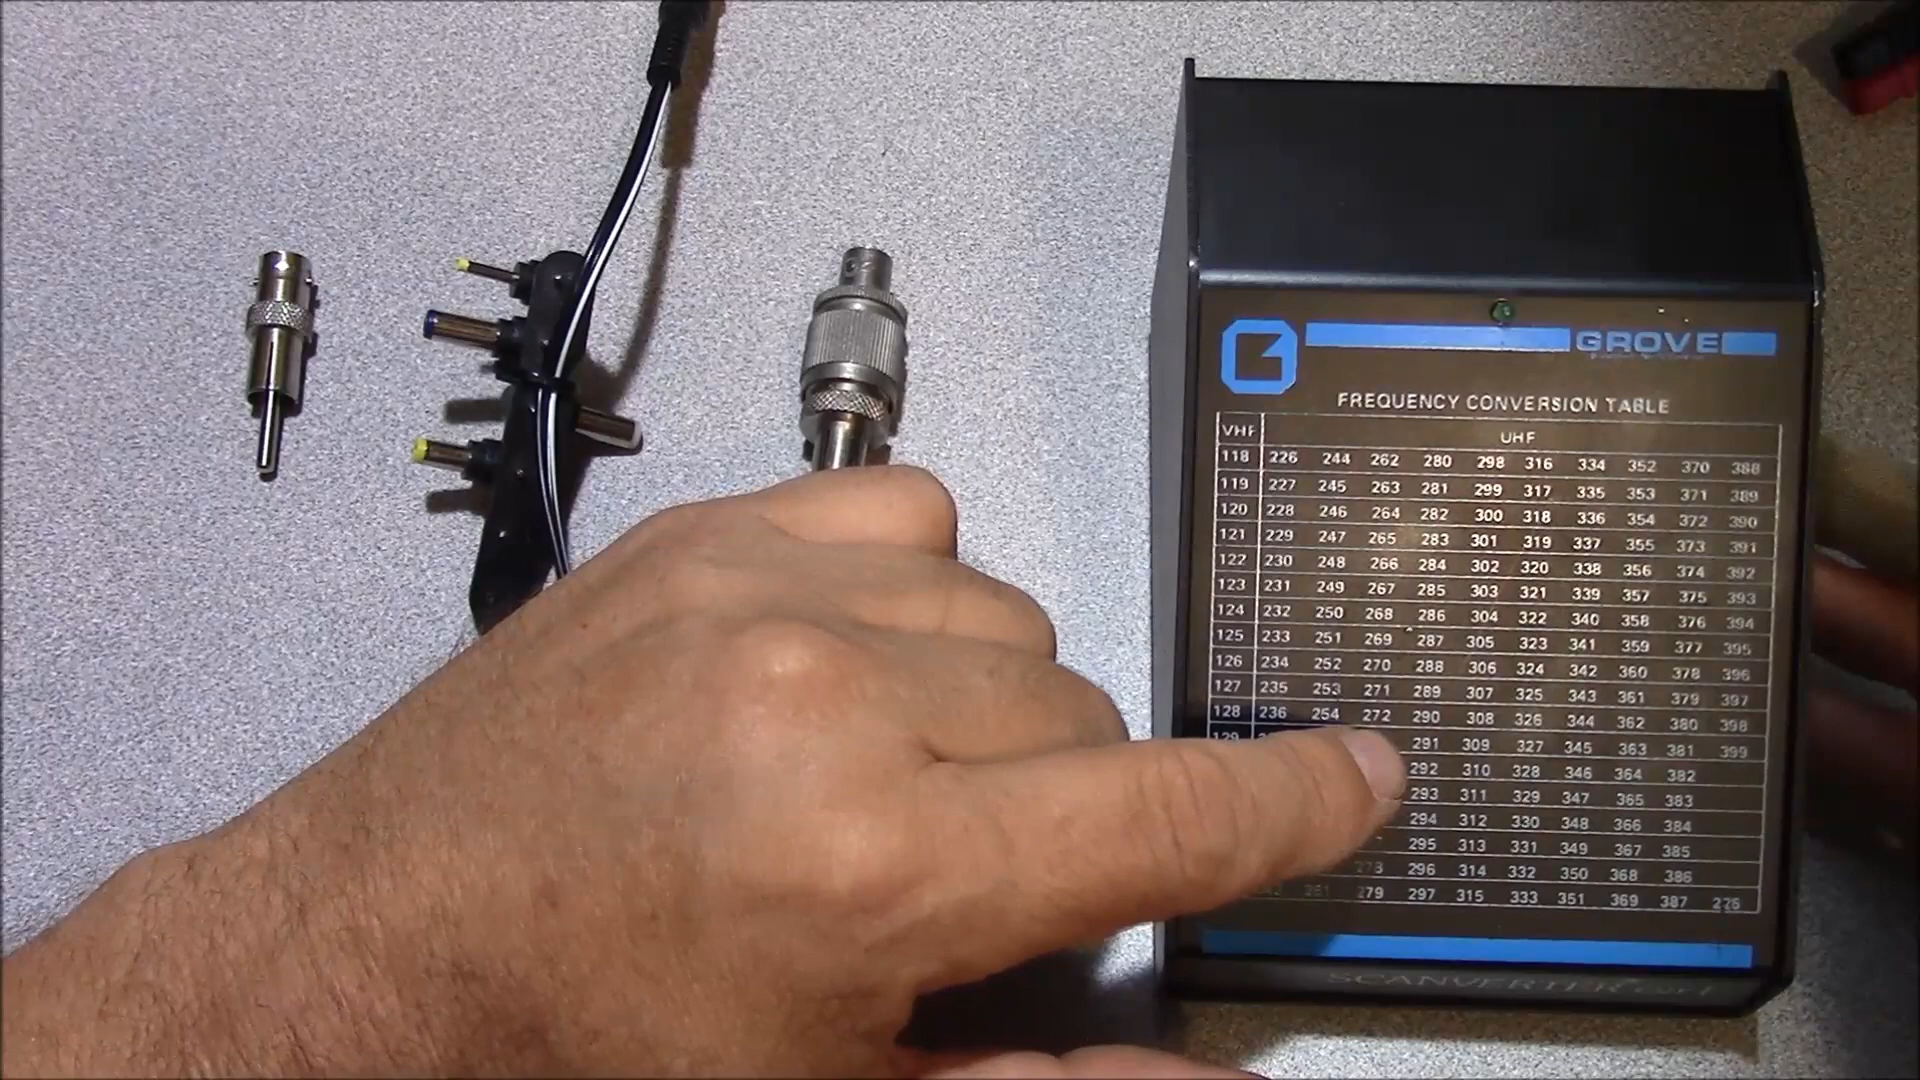 GROVE
FREQUENCY CONVERSION TABLE
VHF UHF
118 226 244 262 280 298 316 334 352 370 388
119 227 245 263 281 299 317 335 353 371 389
120 228 246 264 282 300 318 336 354 372 390
121 229 247 265 283 301 319 337 355 373 391
122 230 248 266 284 302 320 338 356 374 392
123 231 249 267 285 303 321 339 357 375 393
124 232 250 268 286 304 322 340 358 376 394
125 233 251 269 287 305 323 341 359 377 395
126 234 252 270 288 306 324 342 360 378 396
127 235 253 271 289 307 325 343 361 379 397
128 236 254 272 290 308 326 344 362 380 398
129 291 309 327 345 363 381 399
292 310 328 346 364 382
293 311 329 347 365 383
294 312 330 348 366 384
295 313 331 349 367 385
278 296 314 332 350 368 386
261 279 297 315 333 351 369 387
SCANVERTER